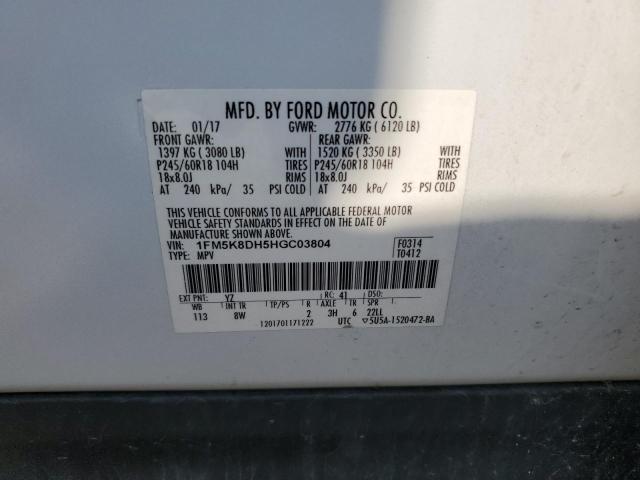 MFD. BY FORD MOTOR CO.
DATE: 01/17 GVWR: 2776 KG ( 6120 LB)
FRONT GAWR: REAR GAWR:
1397 KG ( 3080 LB) WITH 1520 KG ( 3350 LB) WITH
P245/60R18 104H TIRES P245/60R18 104H TIRES
18x8.0J RIMS 18x8.0J RIMS
AT 240 kPa/ 35 PSI COLD AT 240 kPa/ 35 PSI COLD
THIS VEHICLE CONFORMS TO ALL APPLICABLE FEDERAL MOTOR
VEHICLE SAFETY STANDARDS IN EFFECT ON THE DATE OF
MANUFACTURE SHOWN ABOVE.
VIN: 1FM5K8DH5HGC03804 F0314
TYPE: MPV T0412
EXT PNT: YZ RC: 41 DSO:
WB INT TR TP/PS R AXLE TR SPR
113 8W 2 3H 6 22LL
1201701171222 UTC ▽5U5A-1520472-BA